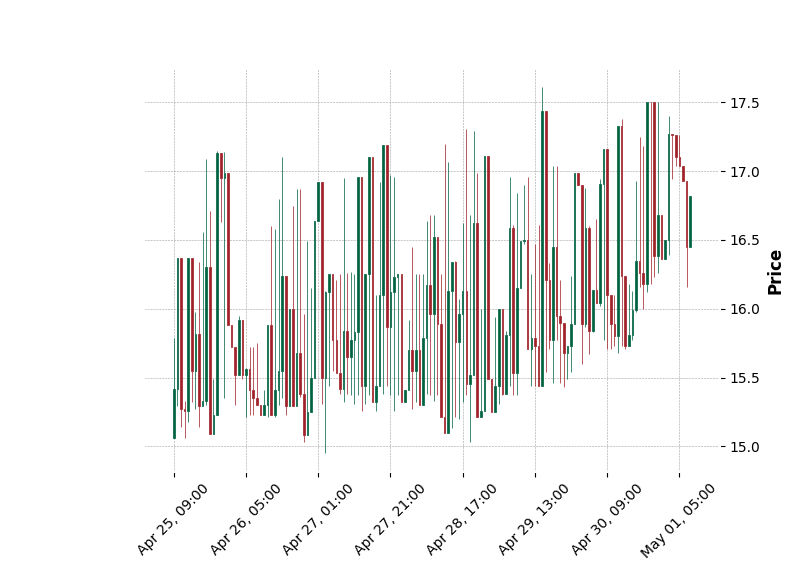 17.5
17.0
16.5
16.0
15.5
15.0
Price
Apr 25, 09:00
Apr 26, 05:00
Apr 27, 01:00
Apr 27, 21:00
Apr 28, 17:00
Apr 29, 13:00
Apr 30, 09:00
May 01, 05:00